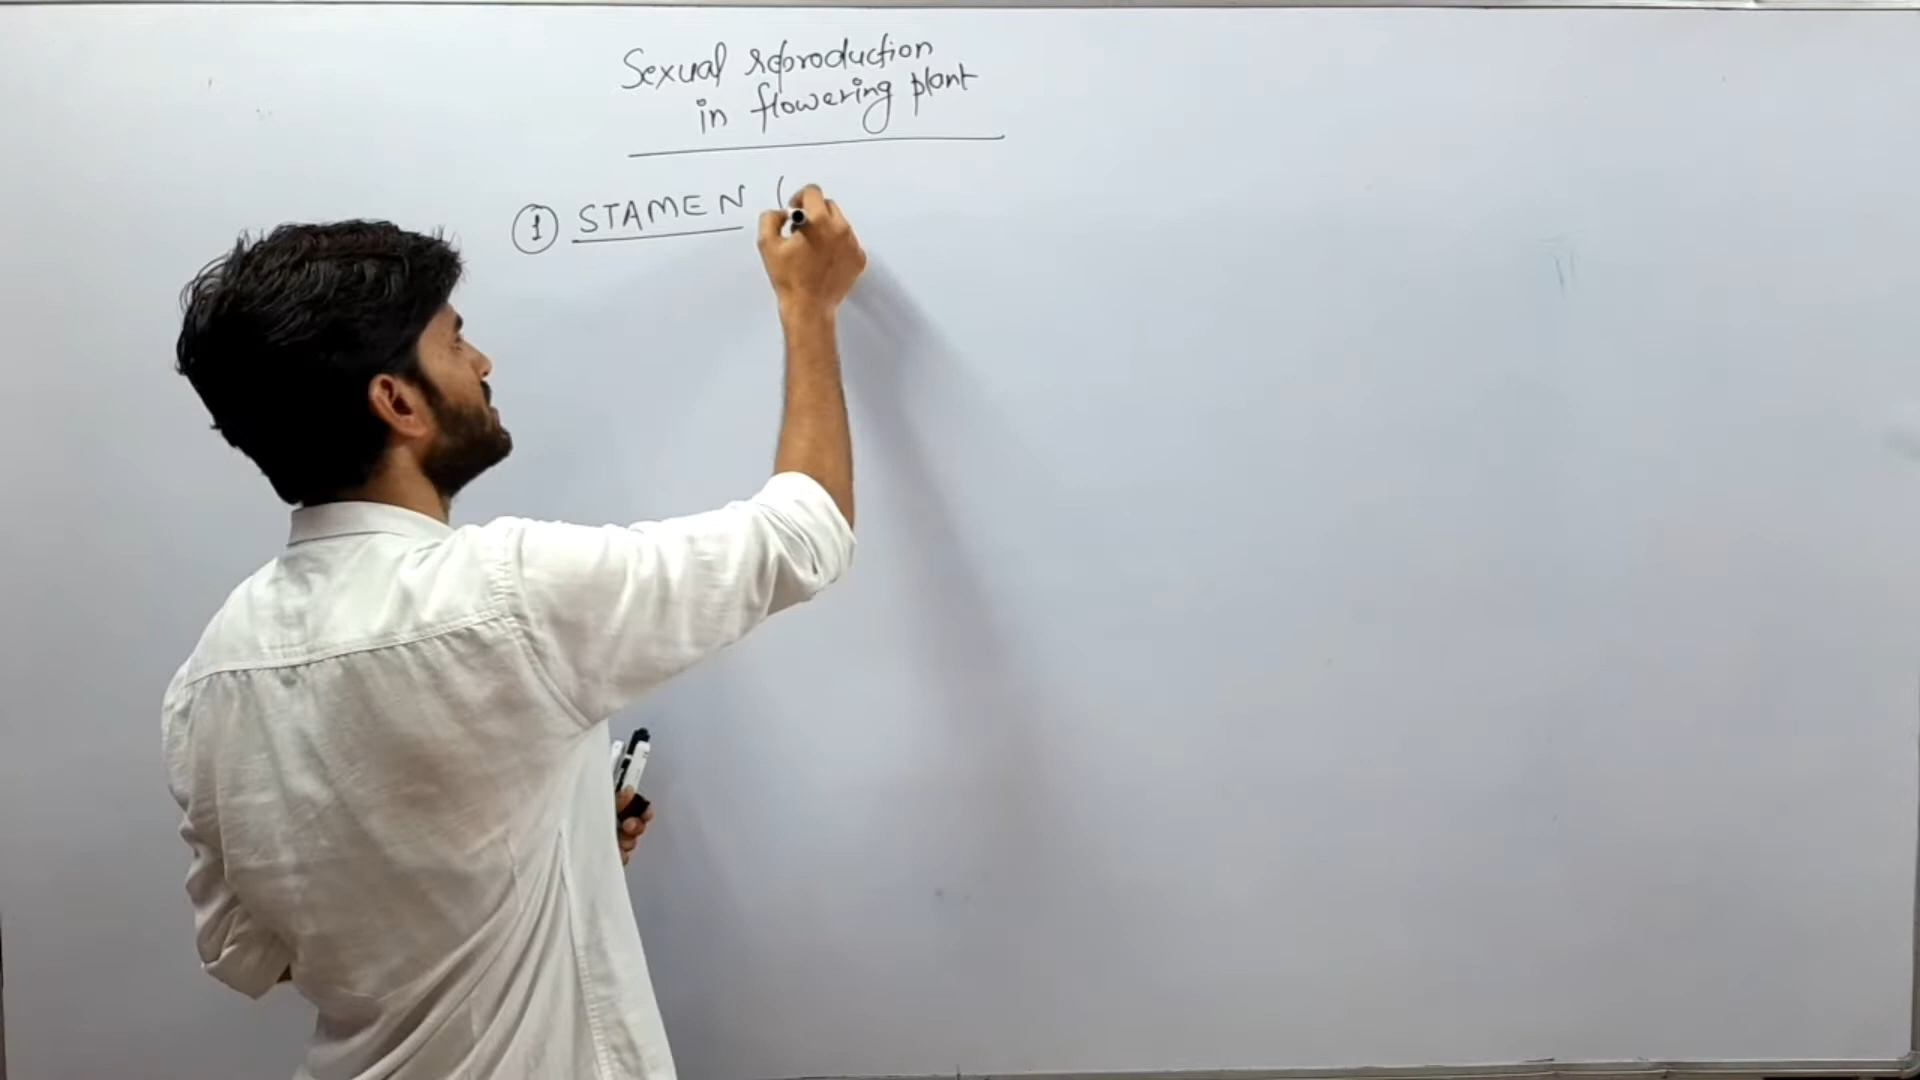 Sexual reproduction
in flowering plant
① STAMEN (